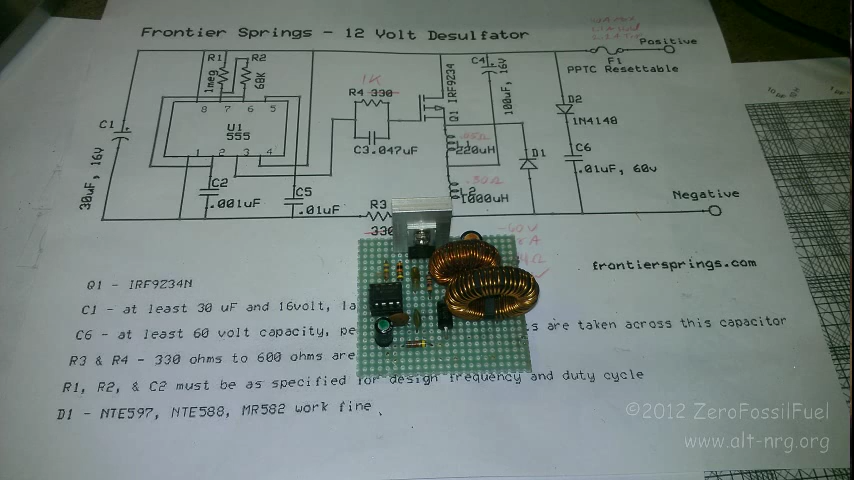 Frontier Springs - 12 Volt Desulfator
Positive
F1
PPTC Resettable
R1
1meg
R2
68K
1K
R4 330
C3.047uF
Q1 IRF9234
C4
100uF, 16V
D2
1N4148
8 7 6 5
U1
555
1 2 3 4
C1
30uF, 16V
.05Ω
220uH
D1
C6
.01uF, 60v
C2
.001uF
C5
.01uF
.30Ω
L2
1000uH
R3
330
Negative
frontiersprings.com
Q1 - IRF9Z34N
C1 - at least 30 uF and 16volt, la
C6 - at least 60 volt capacity, pe s are taken across this capacitor
R3 & R4 - 330 ohms to 600 ohms are
R1, R2, & C2 must be as specified for design frequency and duty cycle
D1 - NTE597, NTE588, MR582 work fine
©2012 ZeroFossilFuel
www.alt-nrg.org